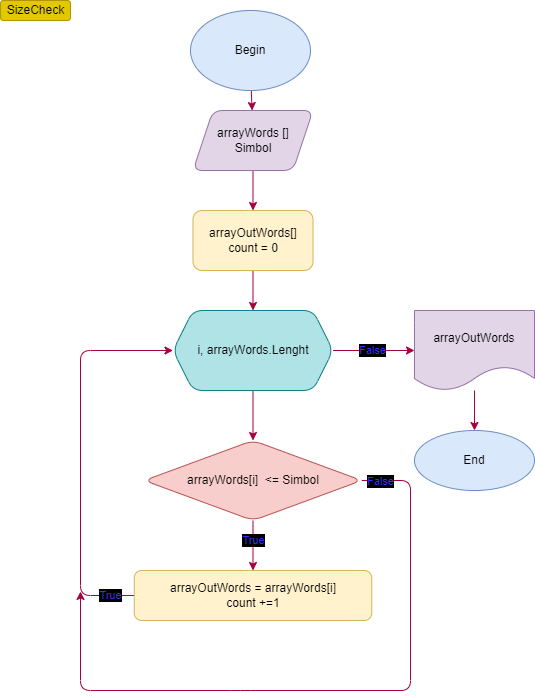 SizeCheck
Begin
arrayWords []
Simbol
arrayOutWords[]
count = 0
i, arrayWords.Lenght
False
arrayOutWords
End
arrayWords[i]  <= Simbol
False
True
arrayOutWords = arrayWords[i]
count +=1
True